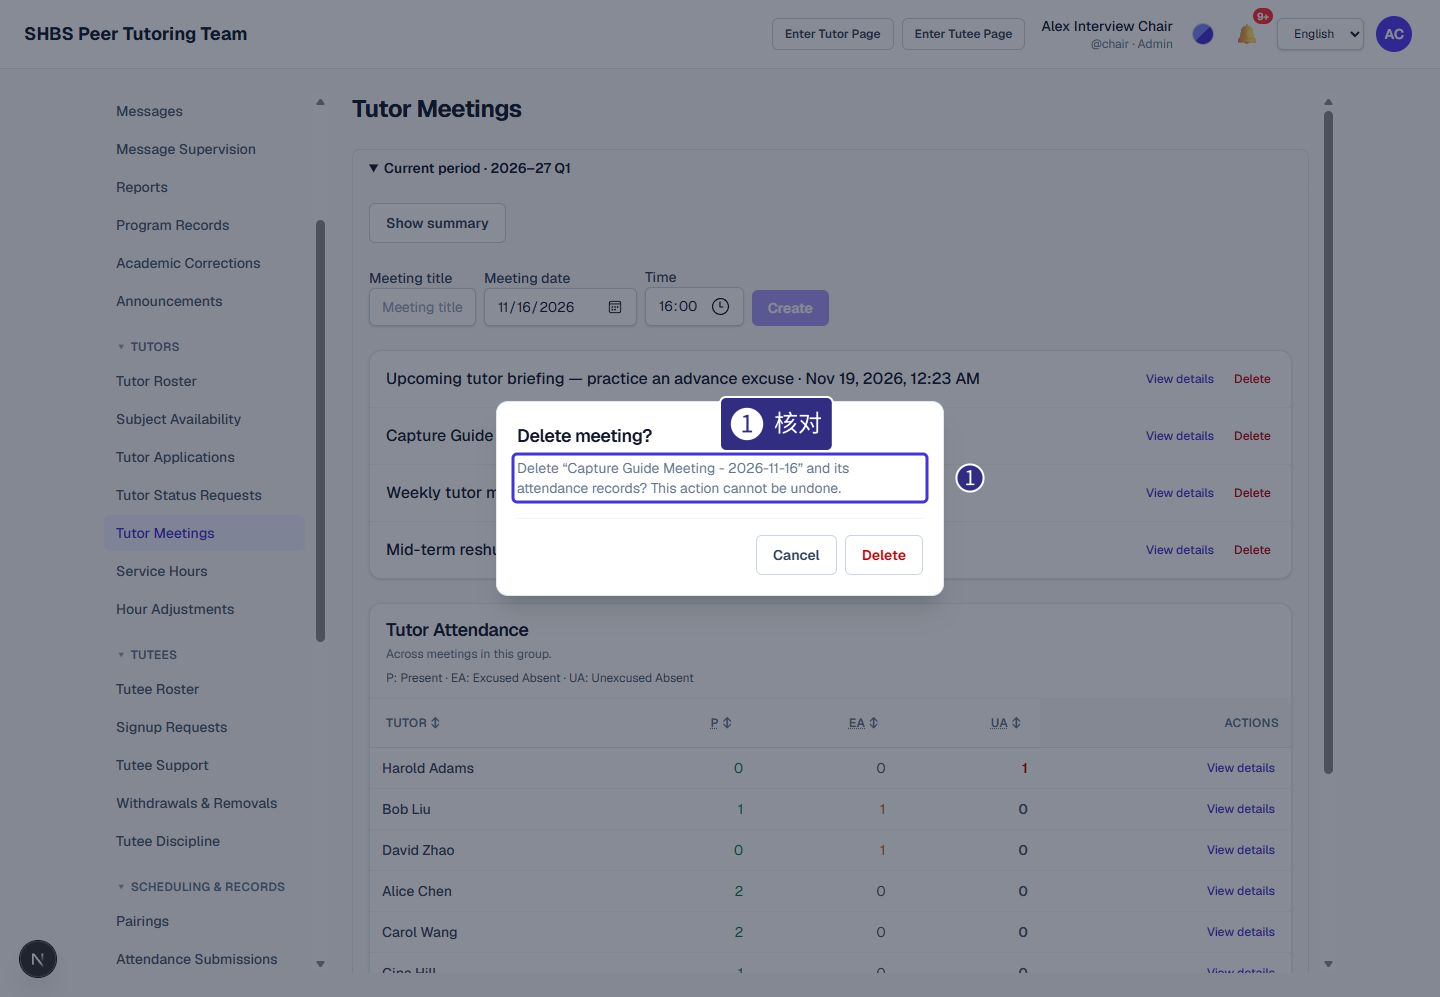 SHBS Peer Tutoring Team
Enter Tutor Page
Enter Tutee Page
Alex Interview Chair
@chair · Admin
9+
English
AC
Messages
Message Supervision
Reports
Program Records
Academic Corrections
Announcements
TUTORS
Tutor Roster
Subject Availability
Tutor Applications
Tutor Status Requests
Tutor Meetings
Service Hours
Hour Adjustments
TUTEES
Tutee Roster
Signup Requests
Tutee Support
Withdrawals & Removals
Tutee Discipline
SCHEDULING & RECORDS
Pairings
Attendance Submissions
N
Tutor Meetings
▼ Current period · 2026–27 Q1
Show summary
Meeting title
Meeting date
Time
Meeting title
11/16/2026
16:00
Create
Upcoming tutor briefing — practice an advance excuse · Nov 19, 2026, 12:23 AM
View details
Delete
Capture Guide
View details
Delete
Weekly tutor
View details
Delete
Mid-term
View details
Delete
1 核对
Delete meeting?
Delete “Capture Guide Meeting - 2026-11-16” and its
attendance records? This action cannot be undone.
1
Cancel
Delete
Tutor Attendance
Across meetings in this group.
P: Present · EA: Excused Absent · UA: Unexcused Absent
TUTOR P EA UA ACTIONS
Harold Adams 0 0 1 View details
Bob Liu 1 1 0 View details
David Zhao 0 1 0 View details
Alice Chen 2 0 0 View details
Carol Wang 2 0 0 View details